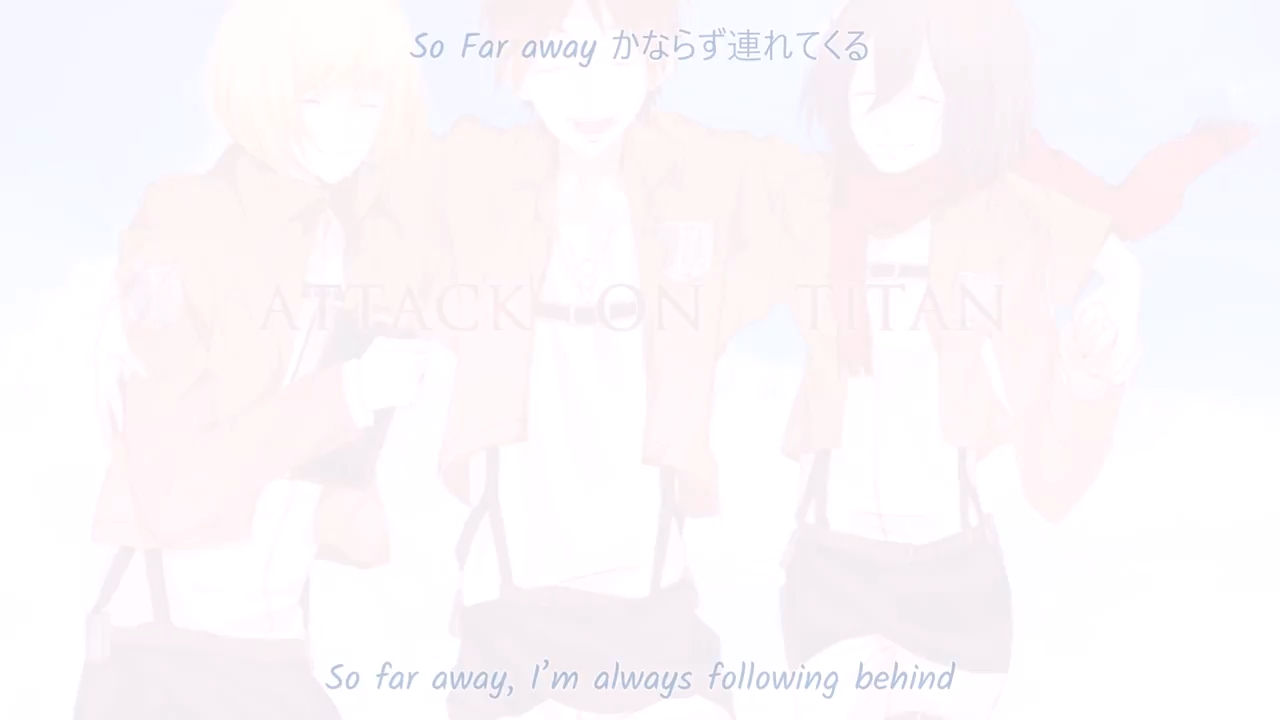 So Far away かならず連れてくる
ATTACK ON TITAN
So far away, I'm always following behind